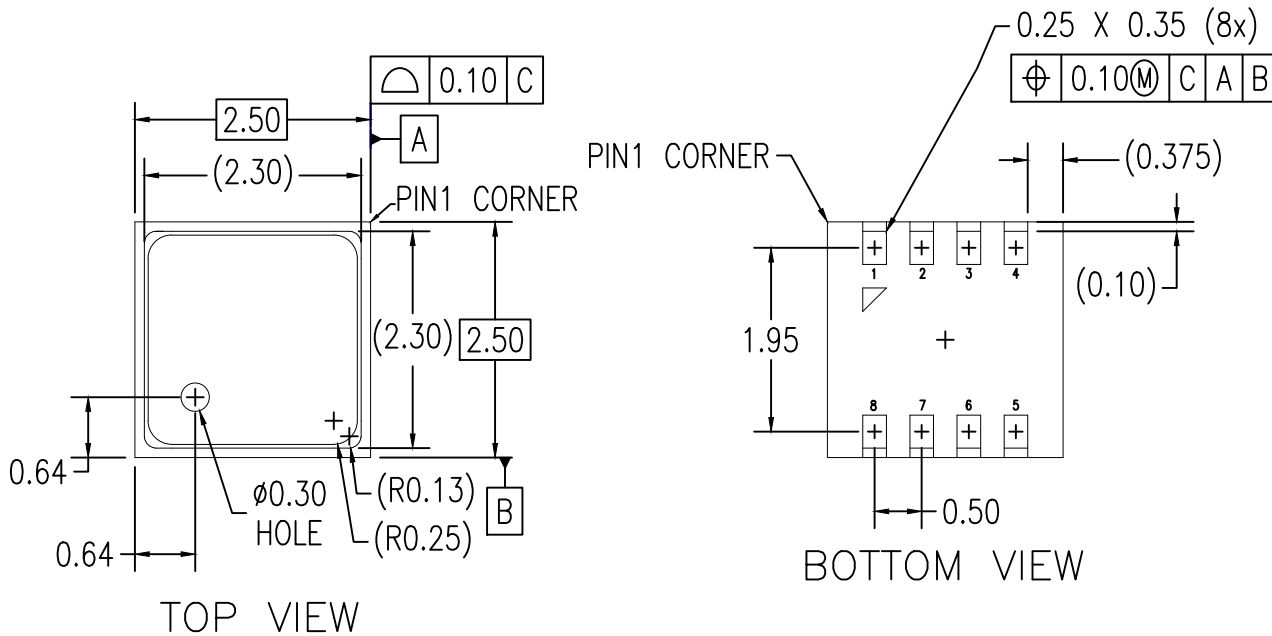 0.10 C
2.50
A
(2.30)
PIN1 CORNER
(2.30)
2.50
0.64
ø0.30
HOLE
(R0.13)
(R0.25)
B
0.64
TOP VIEW
0.25 X 0.35 (8x)
0.10Ⓜ C A B
PIN1 CORNER
(0.375)
1 2 3 4
(0.10)
1.95
8 7 6 5
0.50
BOTTOM VIEW